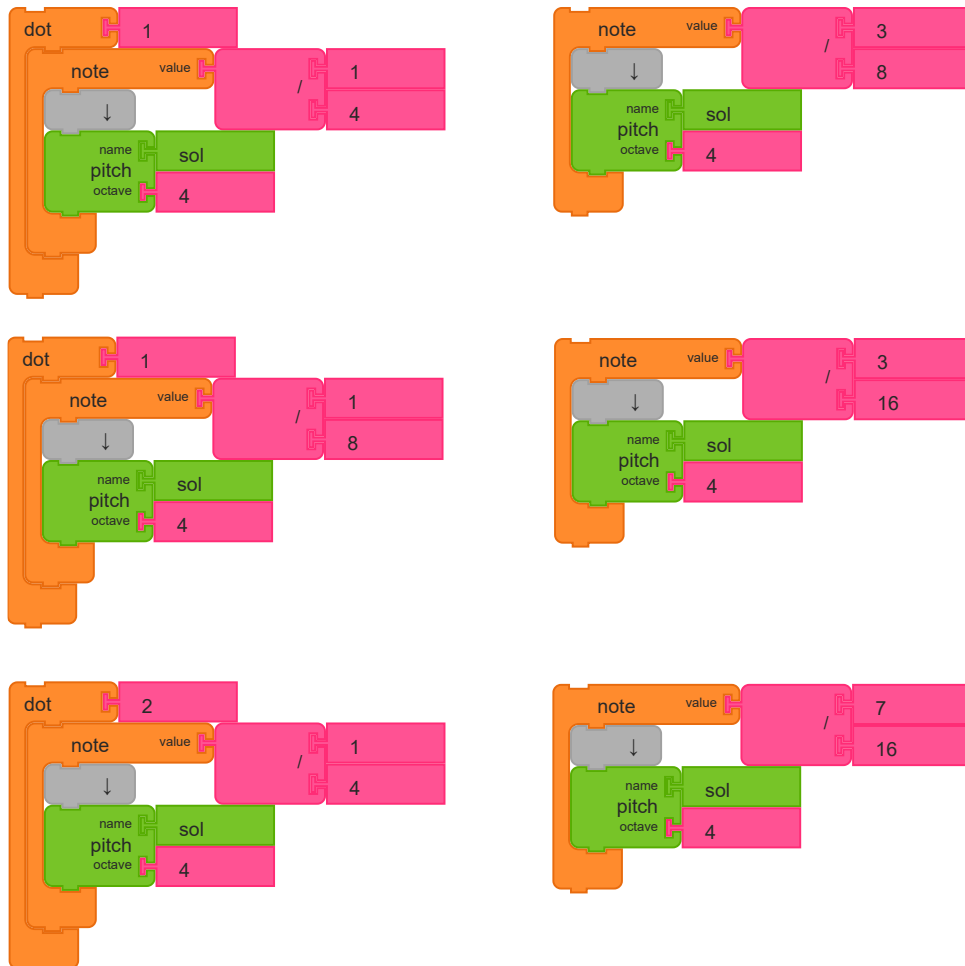 dot 1
note value / 1
4
↓
name sol
pitch
octave 4
note value / 3
8
↓
name sol
pitch
octave 4
dot 1
note value / 1
8
↓
name sol
pitch
octave 4
note value / 3
16
↓
name sol
pitch
octave 4
dot 2
note value / 1
4
↓
name sol
pitch
octave 4
note value / 7
16
↓
name sol
pitch
octave 4